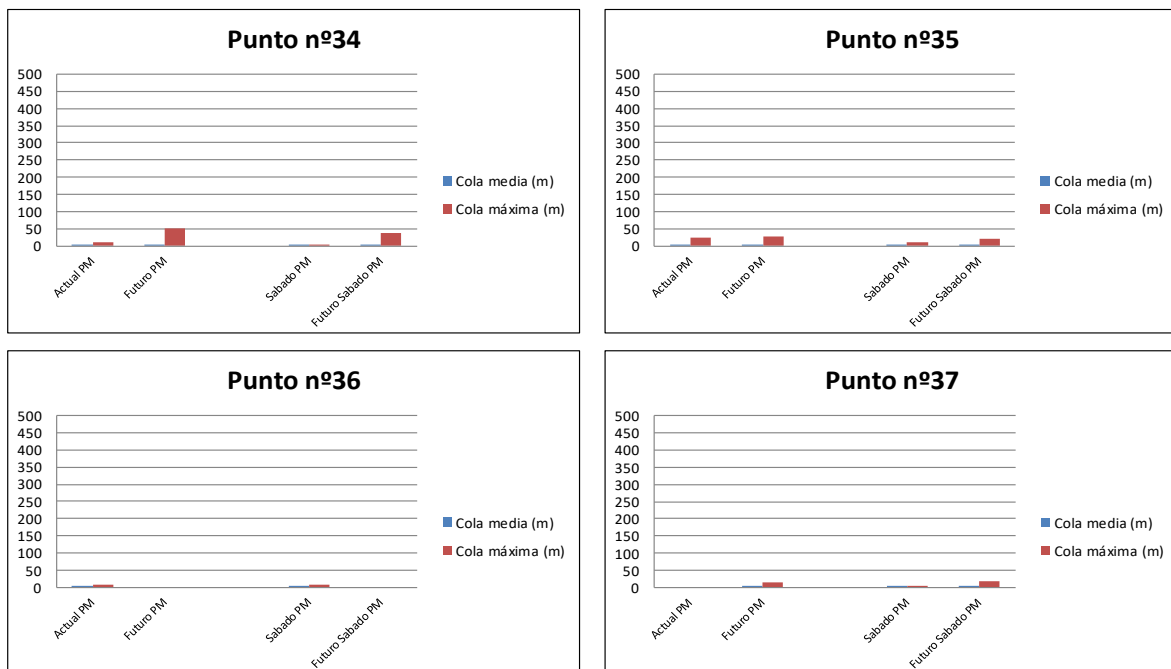 Punto nº34
500
450
400
350
300
250
200
150
100
50
0
Actual PM
Futuro PM
Sabado PM
Futuro Sabado PM
Cola media (m)
Cola máxima (m)
Punto nº35
500
450
400
350
300
250
200
150
100
50
0
Actual PM
Futuro PM
Sabado PM
Futuro Sabado PM
Cola media (m)
Cola máxima (m)
Punto nº36
500
450
400
350
300
250
200
150
100
50
0
Actual PM
Futuro PM
Sabado PM
Futuro Sabado PM
Cola media (m)
Cola máxima (m)
Punto nº37
500
450
400
350
300
250
200
150
100
50
0
Actual PM
Futuro PM
Sabado PM
Futuro Sabado PM
Cola media (m)
Cola máxima (m)